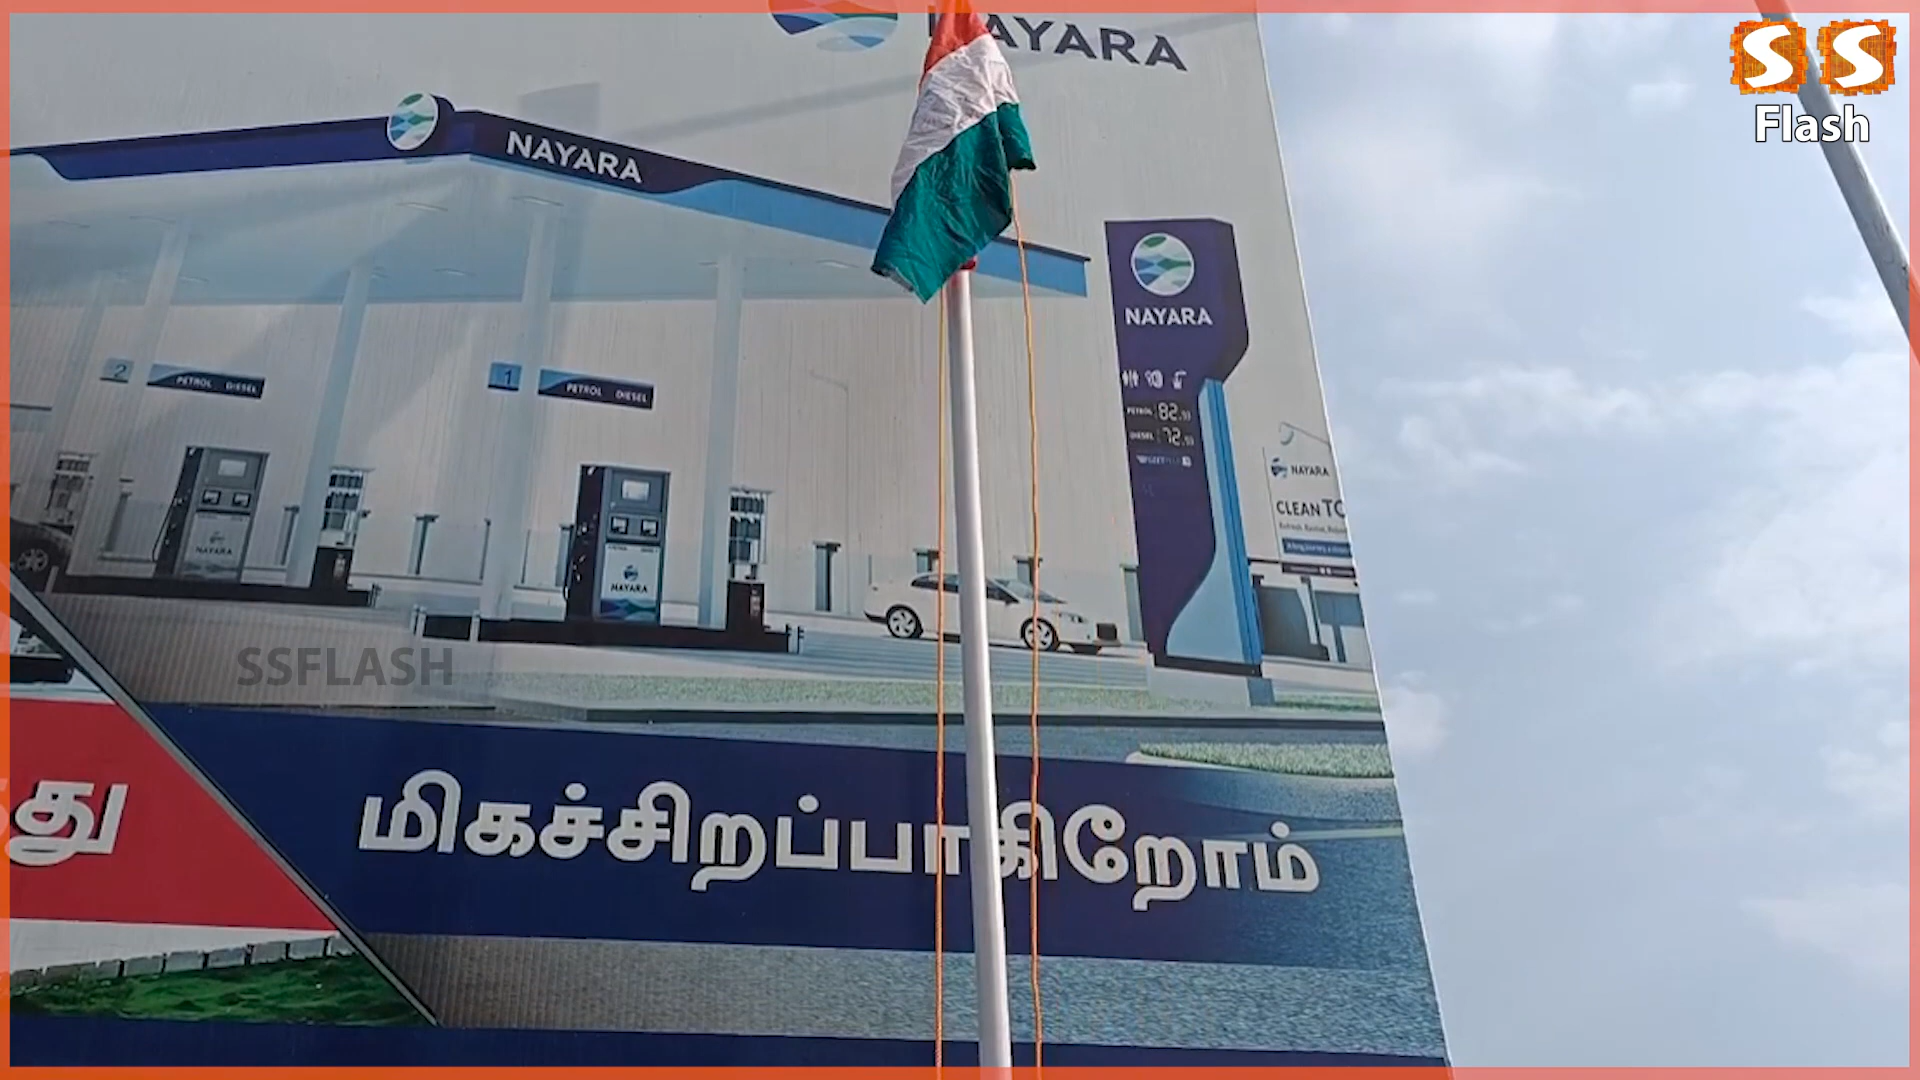 NAYARA
SS
Flash
NAYARA
NAYARA
2
PETROL DIESEL
1
PETROL DIESEL
PETROL 82
DIESEL 72
NAYARA
CLEAN
NAYARA
NAYARA
SSFLASH
து
மிகச்சிறப்பாகிறோம்